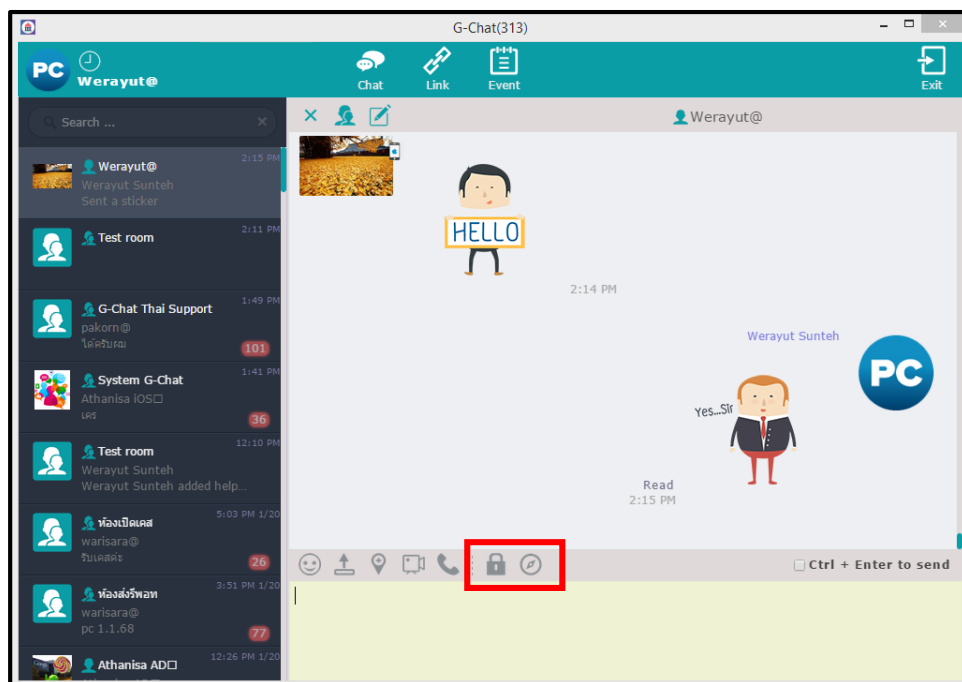 G-Chat(313)
PC
Werayut@
Chat
Link
Event
Exit
Search ...
Werayut@
2:15 PM
Werayut Sunteh
Sent a sticker
Test room
2:11 PM
G-Chat Thai Support
1:49 PM
pakorn@
ได้ครับผม
101
System G-Chat
1:41 PM
Athanisa iOS□
เคร
36
Test room
12:10 PM
Werayut Sunteh
Werayut Sunteh added help...
ห้องเปิดเคส
5:03 PM 1/20
warisara@
รับเคสค่ะ
26
ห้องส่งรีพอท
3:51 PM 1/20
warisara@
pc 1.1.68
77
Athanisa AD□
12:26 PM 1/20
Werayut@
HELLO
2:14 PM
Werayut Sunteh
PC
Yes...Sir
Read
2:15 PM
Ctrl + Enter to send